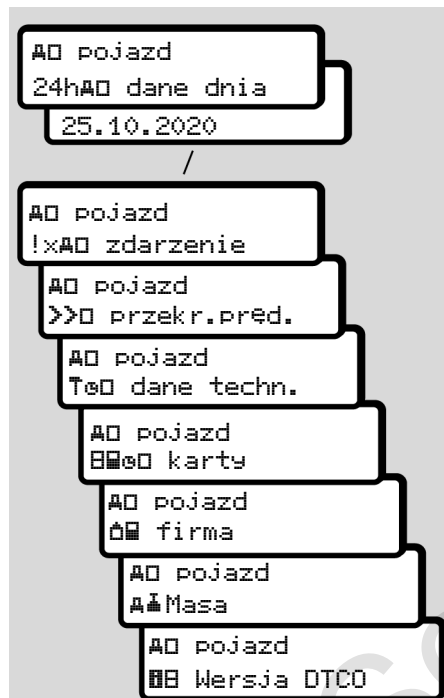 pojazd
24h dane dnia
25.10.2020
/
pojazd
!x zdarzenie
pojazd
>> przekr.pręd.
pojazd
dane techn.
pojazd
karty
pojazd
firma
pojazd
Masa
pojazd
Wersja DTCO